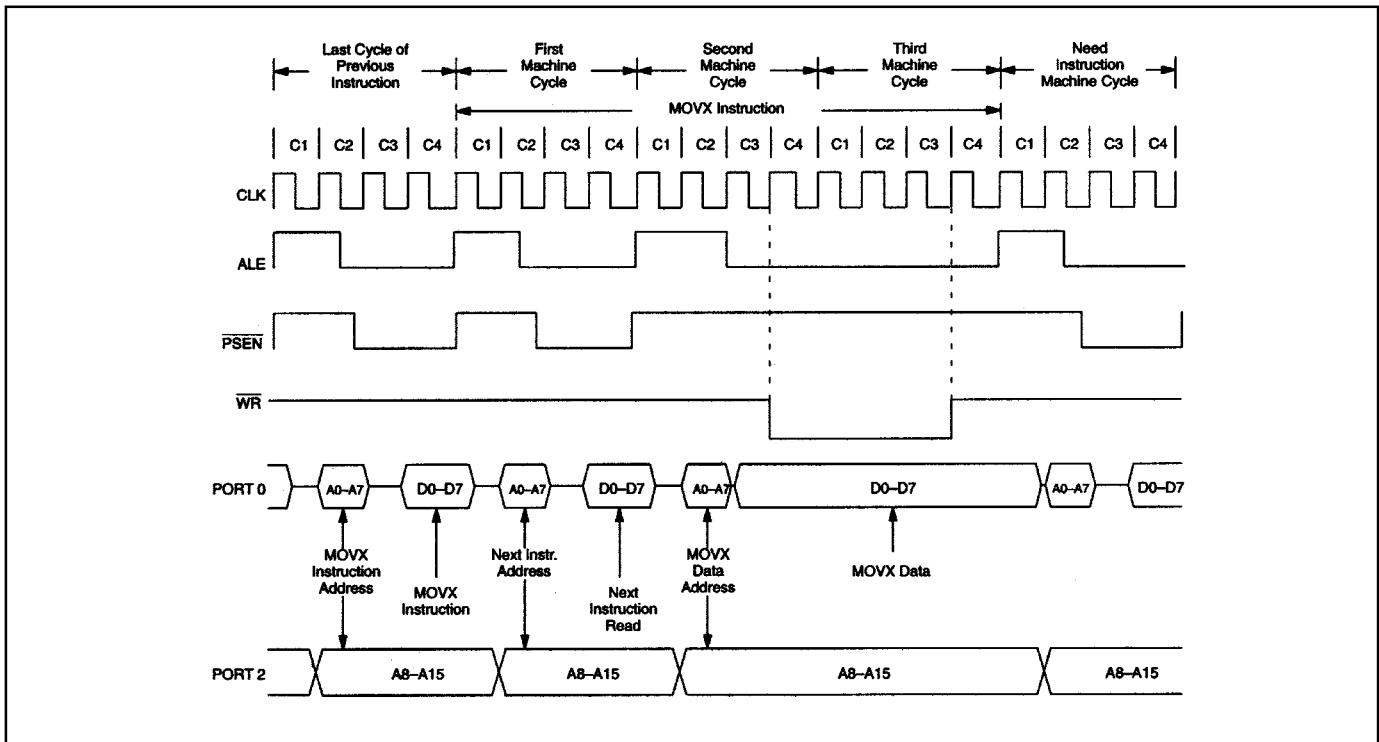 Last Cycle of
Previous
Instruction
First
Machine
Cycle
Second
Machine
Cycle
Third
Machine
Cycle
Need
Instruction
Machine Cycle
MOVX Instruction
C1 C2 C3 C4 C1 C2 C3 C4 C1 C2 C3 C4 C1 C2 C3 C4 C1 C2 C3 C4
CLK
ALE
PSEN
WR
PORT 0 A0–A7 D0–D7 A0–A7 D0–D7 A0–A7 D0–D7 A0–A7 D0–D7
MOVX
Instruction
Address
MOVX
Instruction
Next Instr.
Address
Next
Instruction
Read
MOVX
Data
Address
MOVX Data
PORT 2 A8–A15 A8–A15 A8–A15 A8–A15